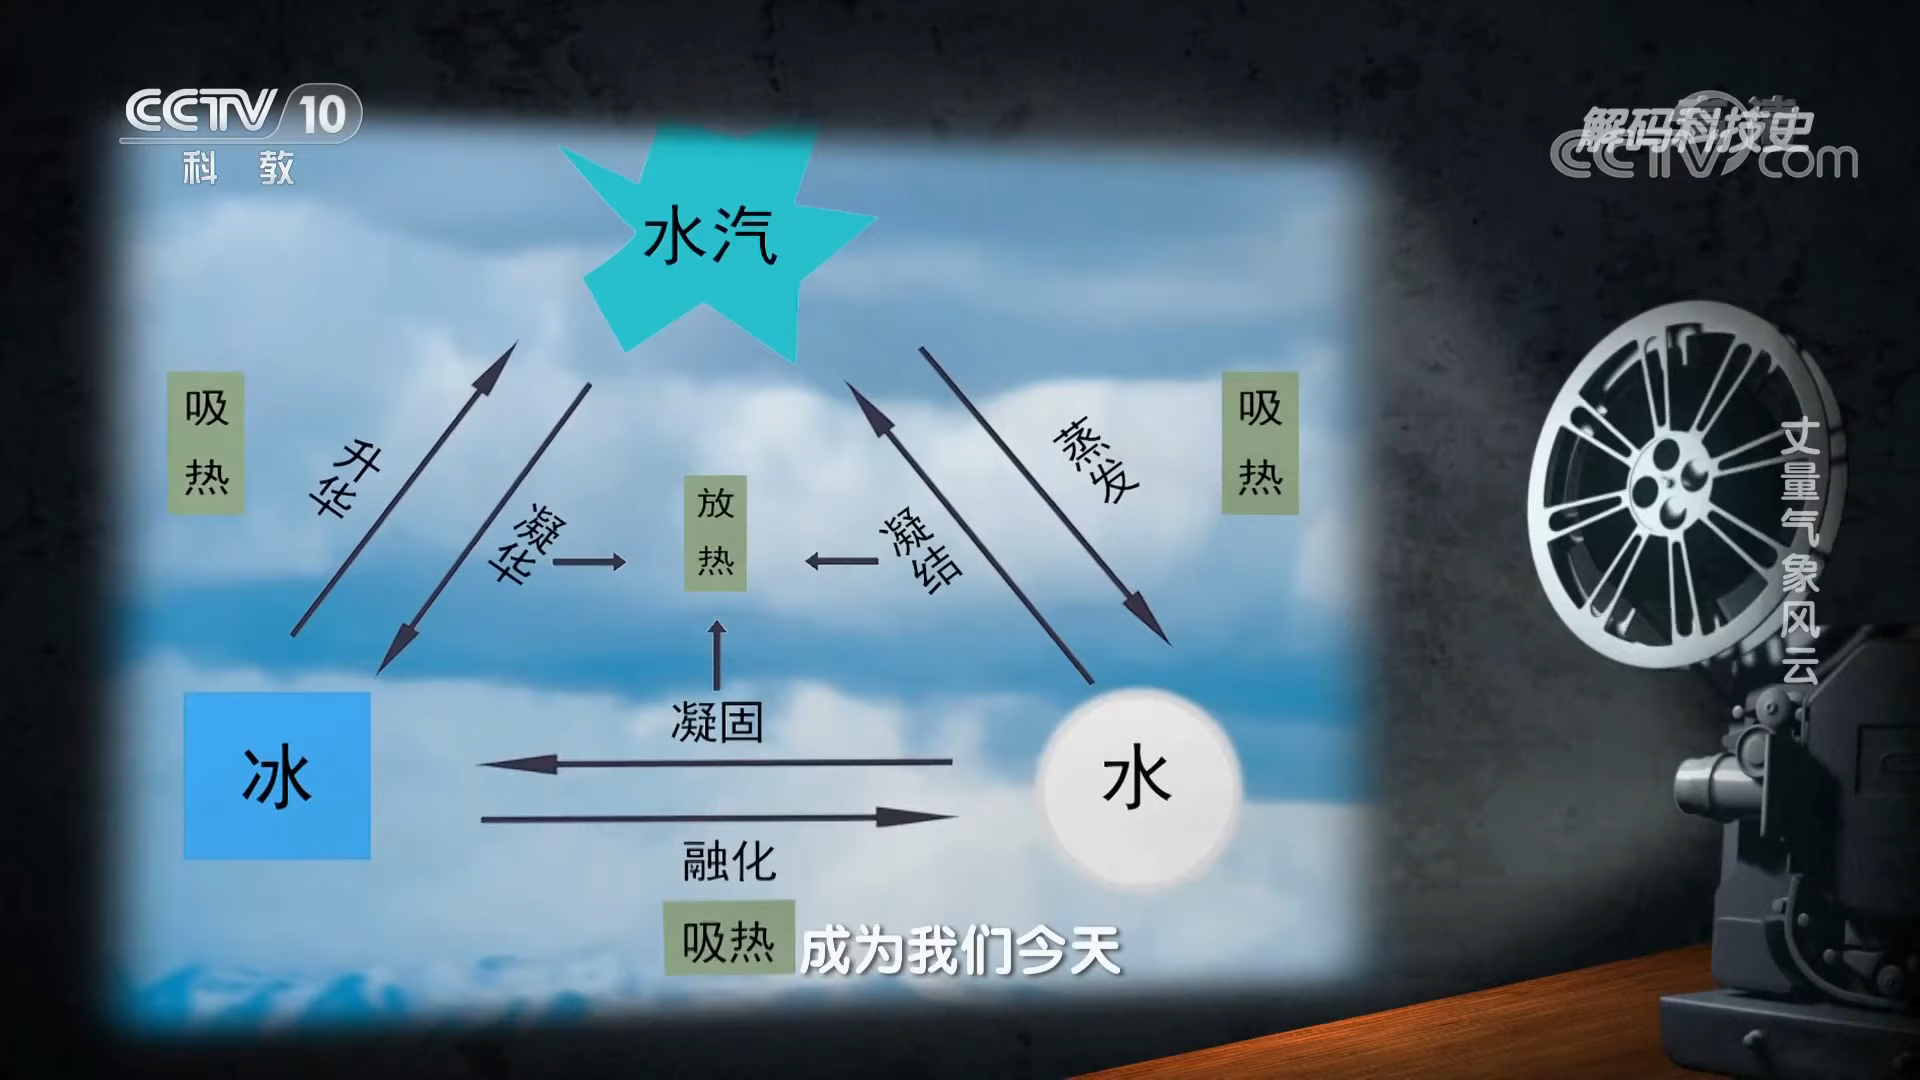 CCTV 10
科 教
解码科技史
CCTV.com
水汽
吸热
升华
凝华
放热
凝结
蒸发
吸热
丈量气象风云
凝固
冰
水
融化
吸热
成为我们今天